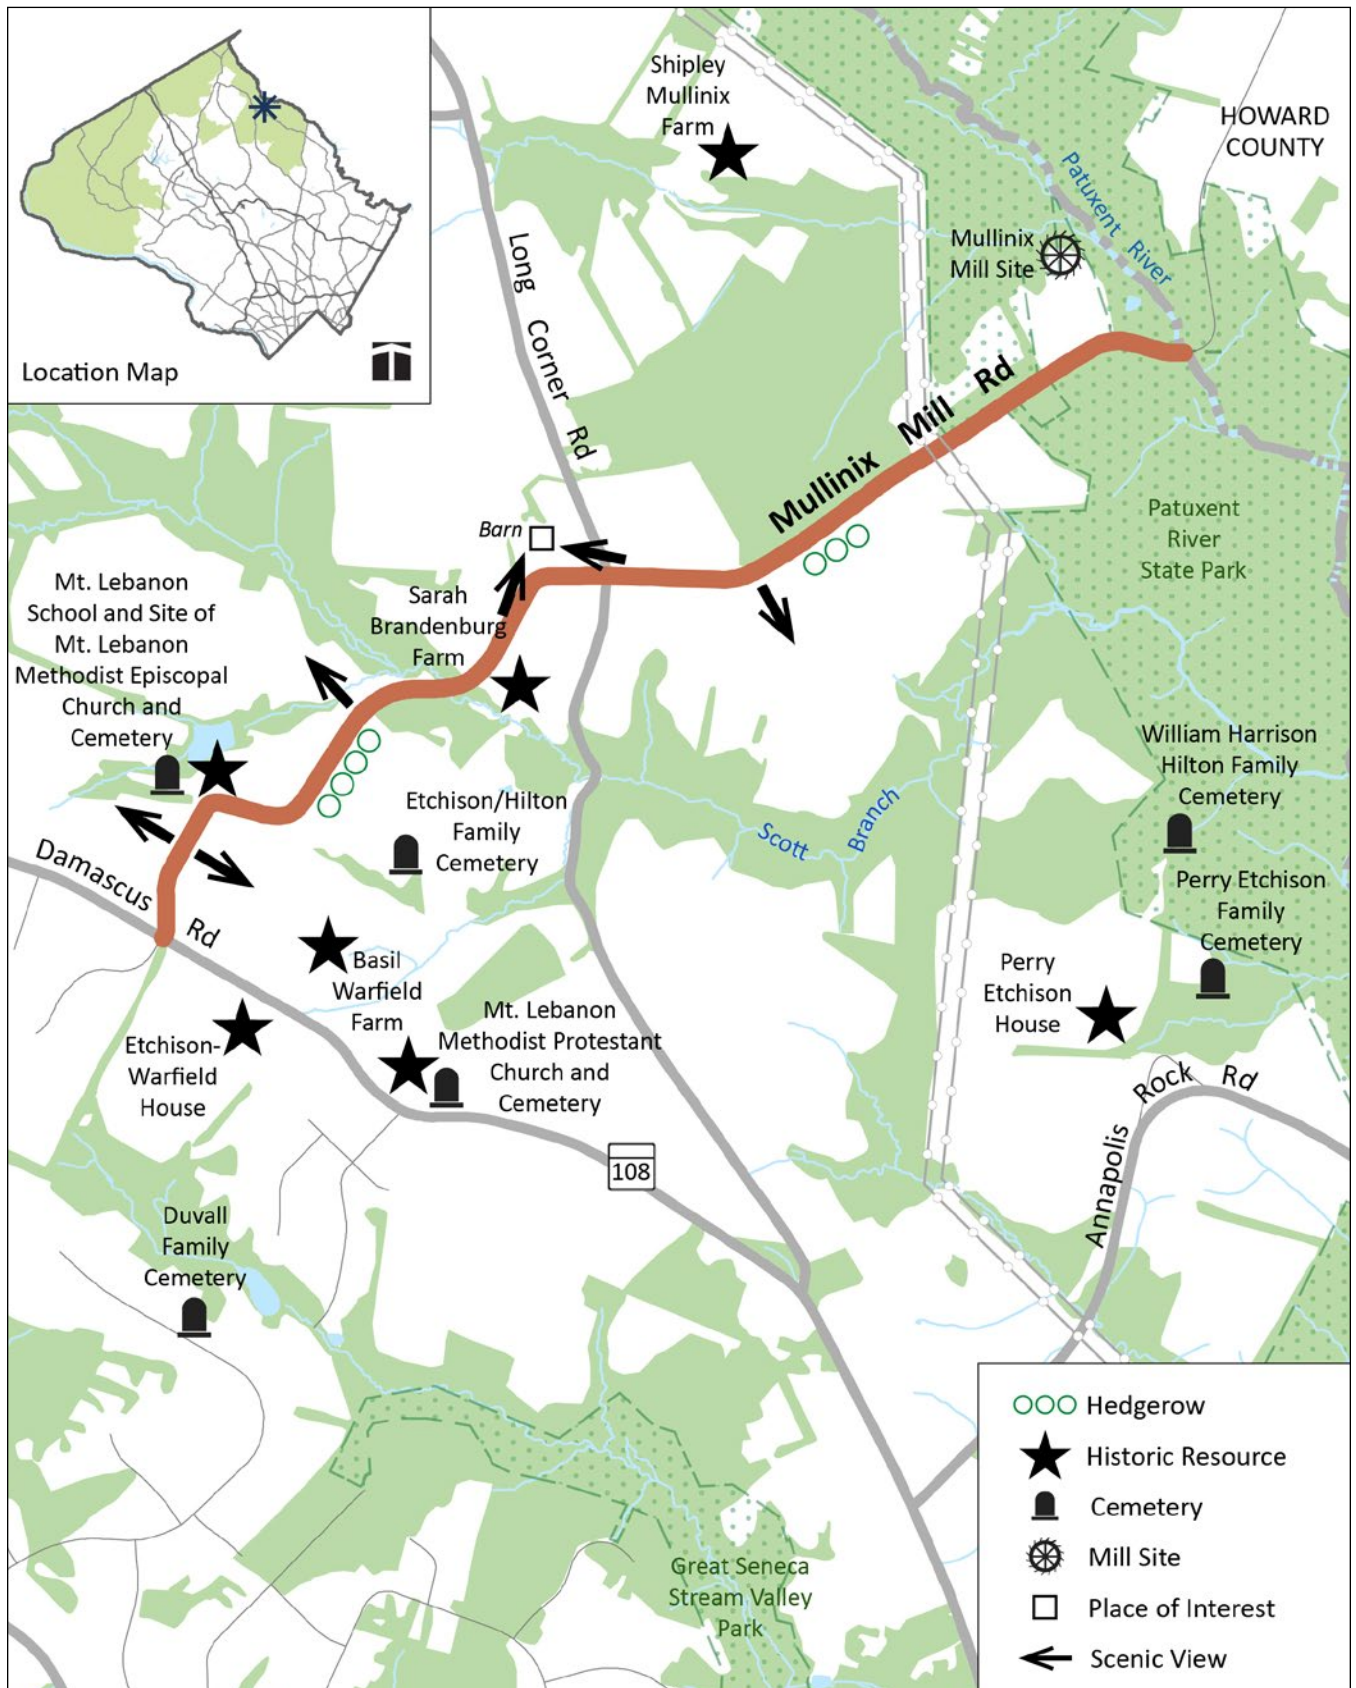 Location Map
Shipley
Mullinix
Farm
HOWARD
COUNTY
Patuxent River
Mullinix
Mill Site
Long Corner Rd
Mullinix Mill Rd
Barn
Patuxent
River
State Park
Mt. Lebanon
School and Site of
Mt. Lebanon
Methodist Episcopal
Church and
Cemetery
Sarah
Brandenburg
Farm
William Harrison
Hilton Family
Cemetery
Etchison/Hilton
Family
Cemetery
Scott Branch
Damascus Rd
Perry Etchison
Family
Cemetery
Basil
Warfield
Farm
Perry
Etchison
House
Mt. Lebanon
Methodist Protestant
Church and
Cemetery
Etchison-
Warfield
House
Annapolis Rock Rd
108
Duvall
Family
Cemetery
Great Seneca
Stream Valley
Park
Hedgerow
Historic Resource
Cemetery
Mill Site
Place of Interest
Scenic View